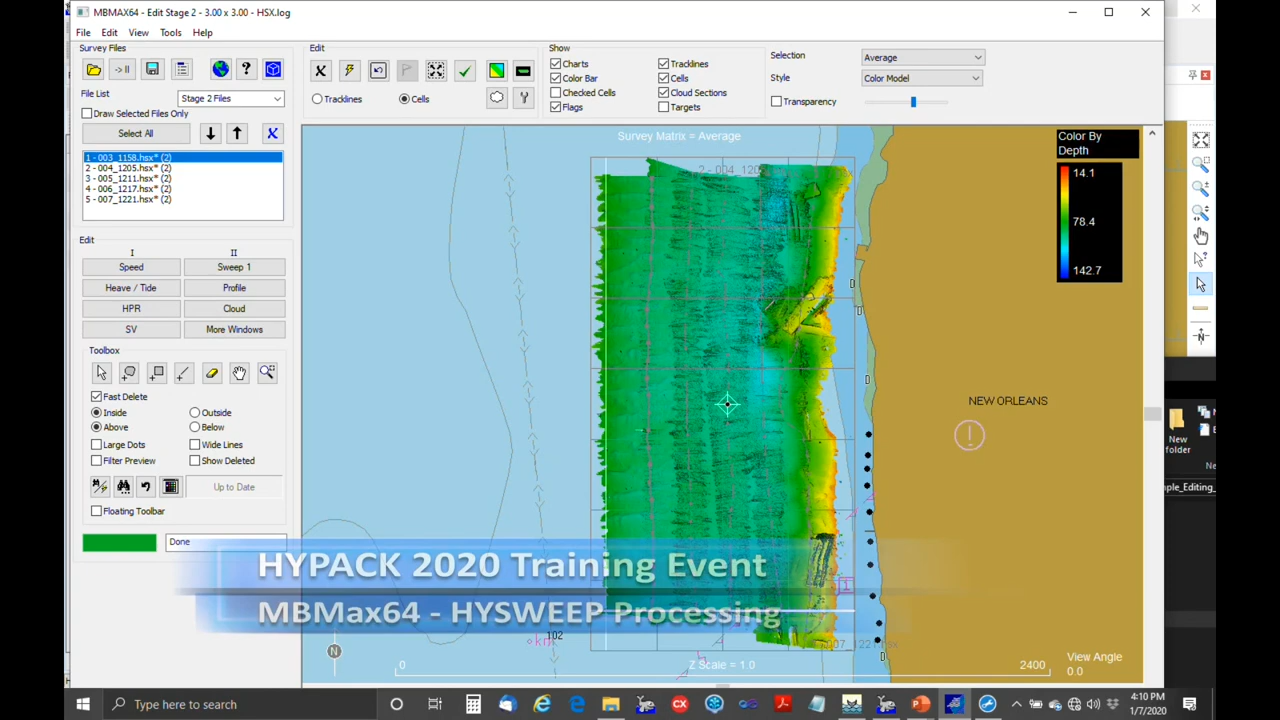 MBMAX64 - Edit Stage 2 - 3.00 x 3.00 - HSX.log
File Edit View Tools Help
Survey Files
File List
Stage 2 Files
Draw Selected Files Only
Select All
1 - 003_1158.hsx* (2)
2 - 004_1205.hsx* (2)
3 - 005_1211.hsx* (2)
4 - 006_1217.hsx* (2)
5 - 007_1221.hsx* (2)
Edit
I II
Speed Sweep 1
Heave / Tide Profile
HPR Cloud
SV More Windows
Toolbox
Fast Delete
Inside Outside
Above Below
Large Dots Wide Lines
Filter Preview Show Deleted
Up to Date
Floating Toolbar
Done
Edit
Tracklines Cells
Show
Charts Tracklines
Color Bar Cells
Checked Cells Cloud Sections
Flags Targets
Selection Average
Style Color Model
Transparency
Survey Matrix = Average
Color By
Depth
14.1
78.4
142.7
NEW ORLEANS
New
folder
HYPACK 2020 Training Event
MBMax64 - HYSWEEP Processing
102
N
0 Z Scale = 1.0 2400
View Angle
0.0
Type here to search
4:10 PM
1/7/2020